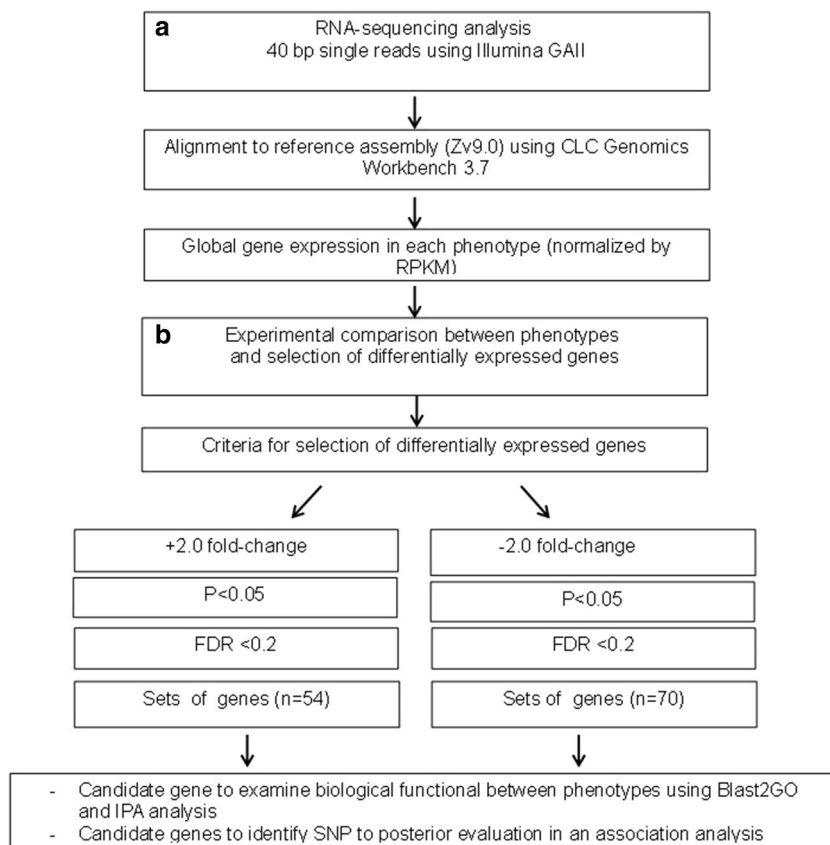 a
RNA-sequencing analysis
40 bp single reads using Illumina GAII
Alignment to reference assembly (Zv9.0) using CLC Genomics
Workbench 3.7
Global gene expression in each phenotype (normalized by
RPKM)
b
Experimental comparison between phenotypes
and selection of differentially expressed genes
Criteria for selection of differentially expressed genes
+2.0 fold-change
P<0.05
FDR <0.2
Sets of genes (n=54)
-2.0 fold-change
P<0.05
FDR <0.2
Sets of genes (n=70)
- Candidate gene to examine biological functional between phenotypes using Blast2GO
and IPA analysis
- Candidate genes to identify SNP to posterior evaluation in an association analysis